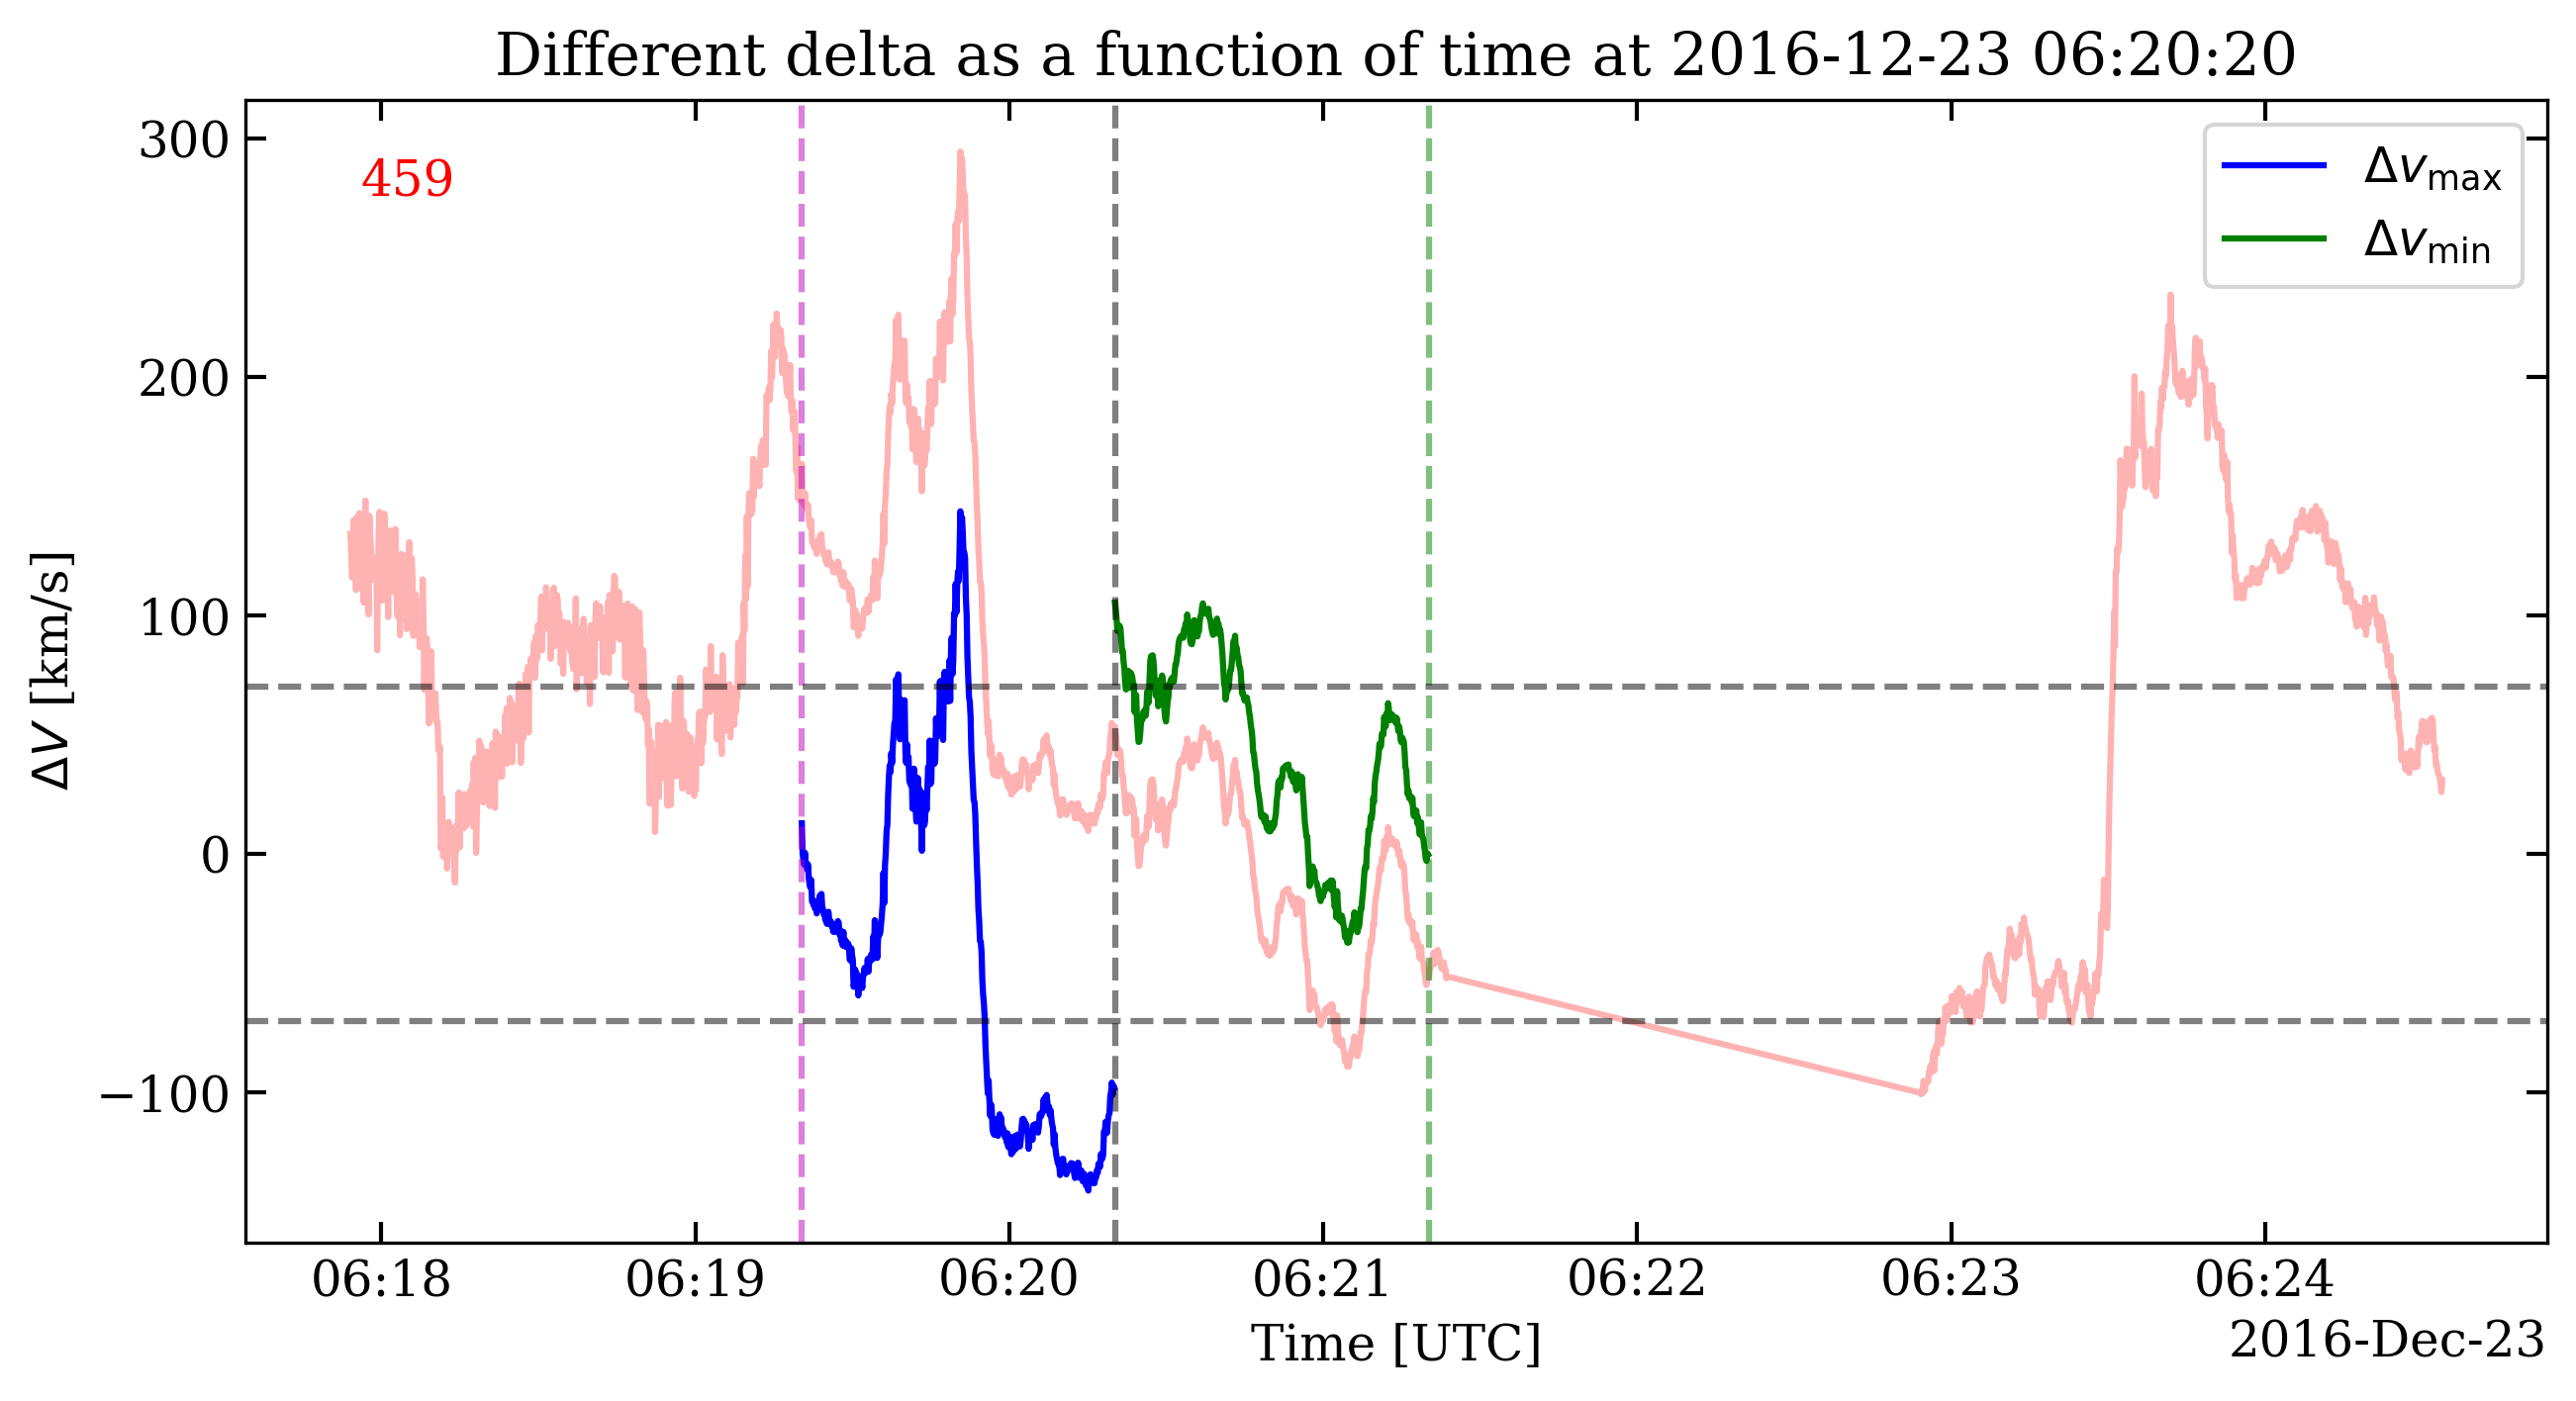 Different delta as a function of time at 2016-12-23 06:20:20
459
Δv_max
Δv_min
300
200
100
0
−100
ΔV [km/s]
06:18 06:19 06:20 06:21 06:22 06:23 06:24
Time [UTC]
2016-Dec-23